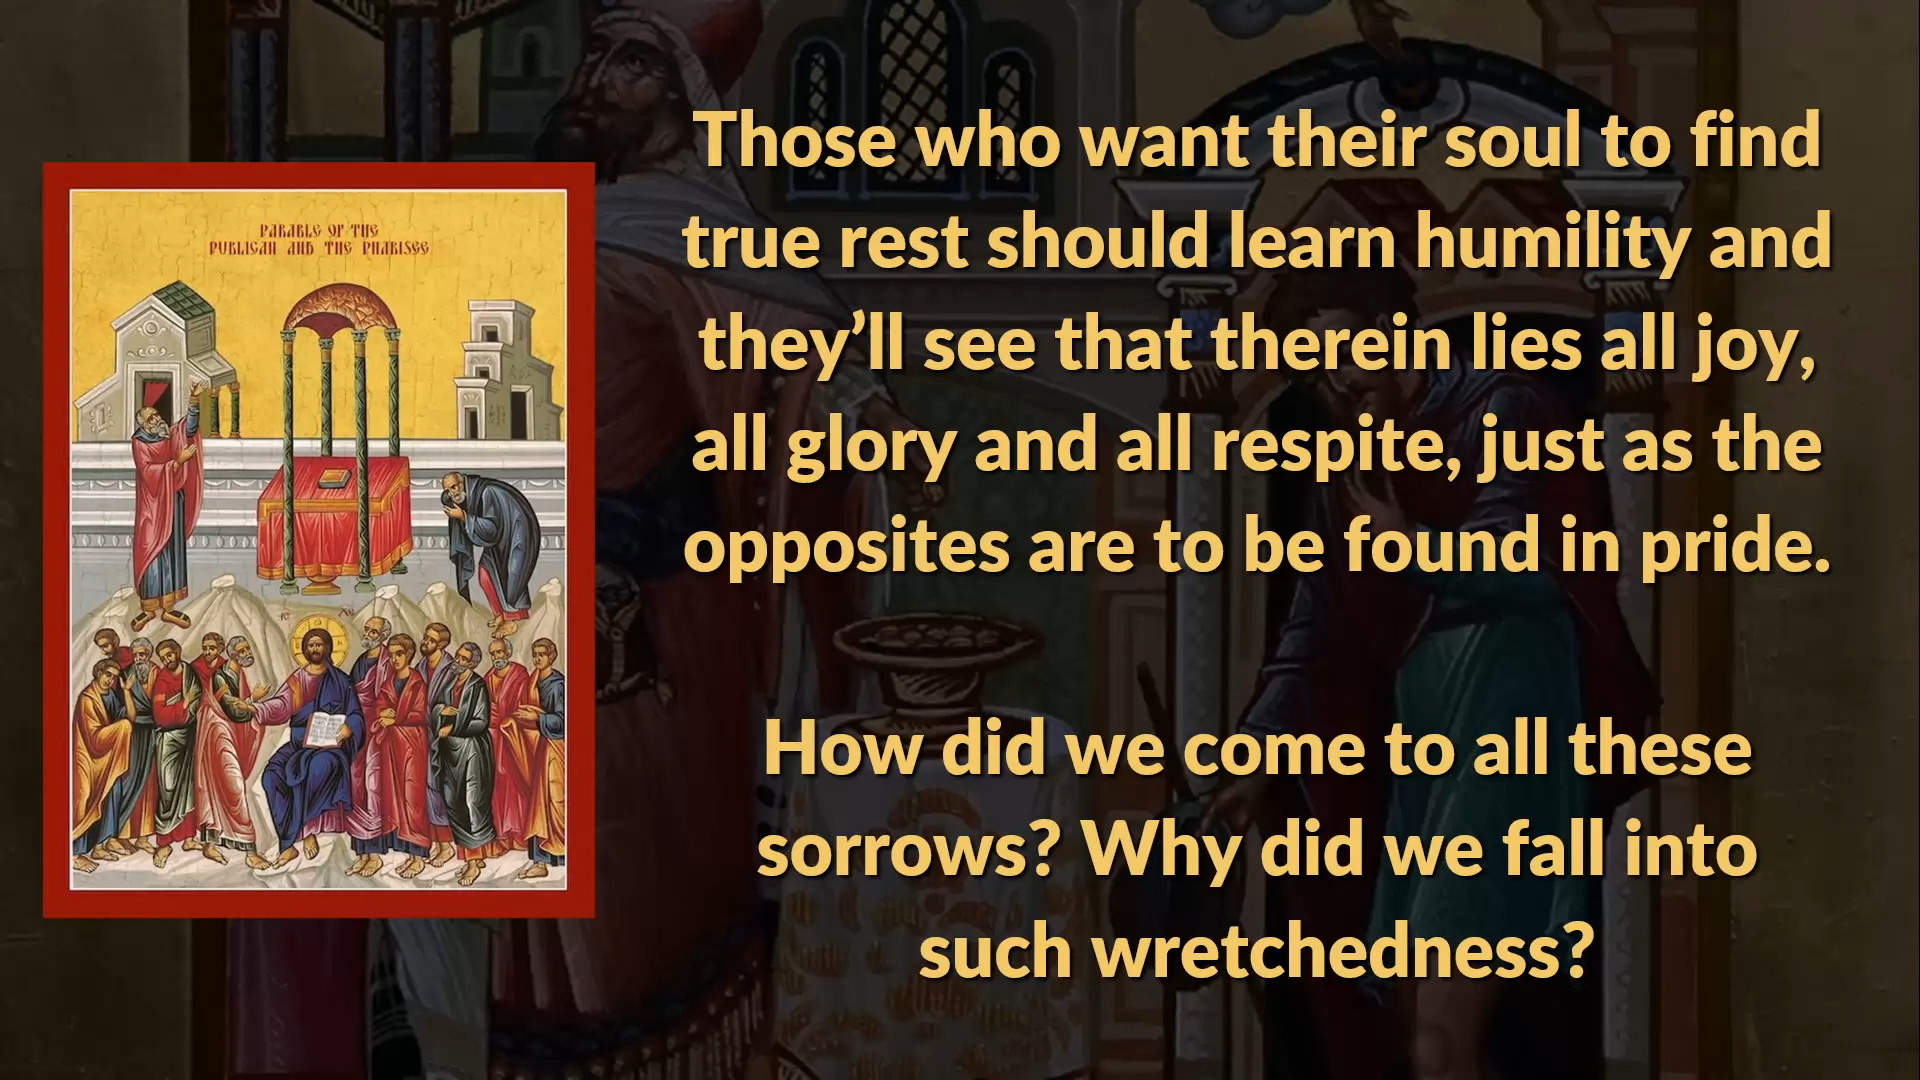 PARABLE OF THE
PUBLICAN AND THE PHARISEE
Those who want their soul to find
true rest should learn humility and
they’ll see that therein lies all joy,
all glory and all respite, just as the
opposites are to be found in pride.
How did we come to all these
sorrows? Why did we fall into
such wretchedness?